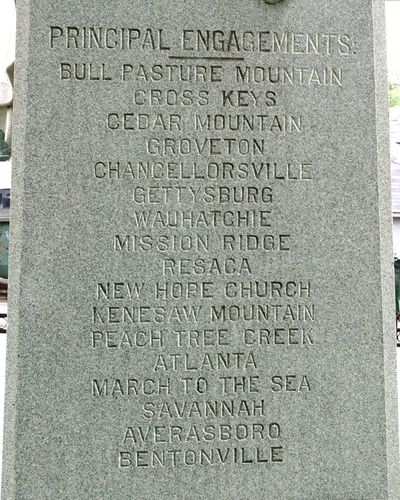 PRINCIPAL ENGAGEMENTS:
BULL PASTURE MOUNTAIN
CROSS KEYS
CEDAR MOUNTAIN
GROVETON
CHANCELLORSVILLE
GETTYSBURG
WAUHATCHIE
MISSION RIDGE
RESACA
NEW HOPE CHURCH
KENESAW MOUNTAIN
PEACH TREE CREEK
ATLANTA
MARCH TO THE SEA
SAVANNAH
AVERASBORO
BENTONVILLE